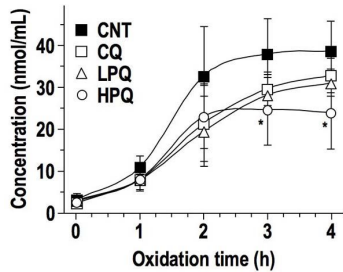 Concentration (nmol/mL)
50
40
30
20
10
0
CNT
CQ
LPQ
HPQ
*
*
0 1 2 3 4
Oxidation time (h)